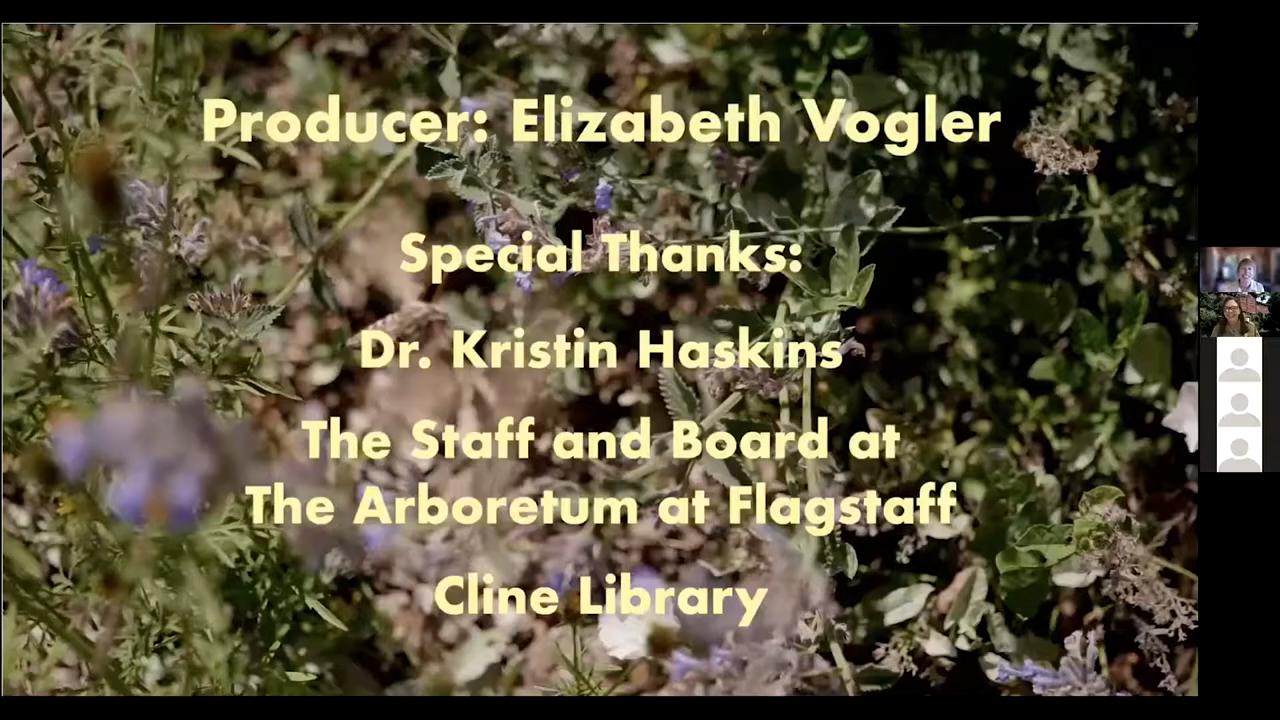 Producer: Elizabeth Vogler
Special Thanks:
Dr. Kristin Haskins
The Staff and Board at
The Arboretum at Flagstaff
Cline Library